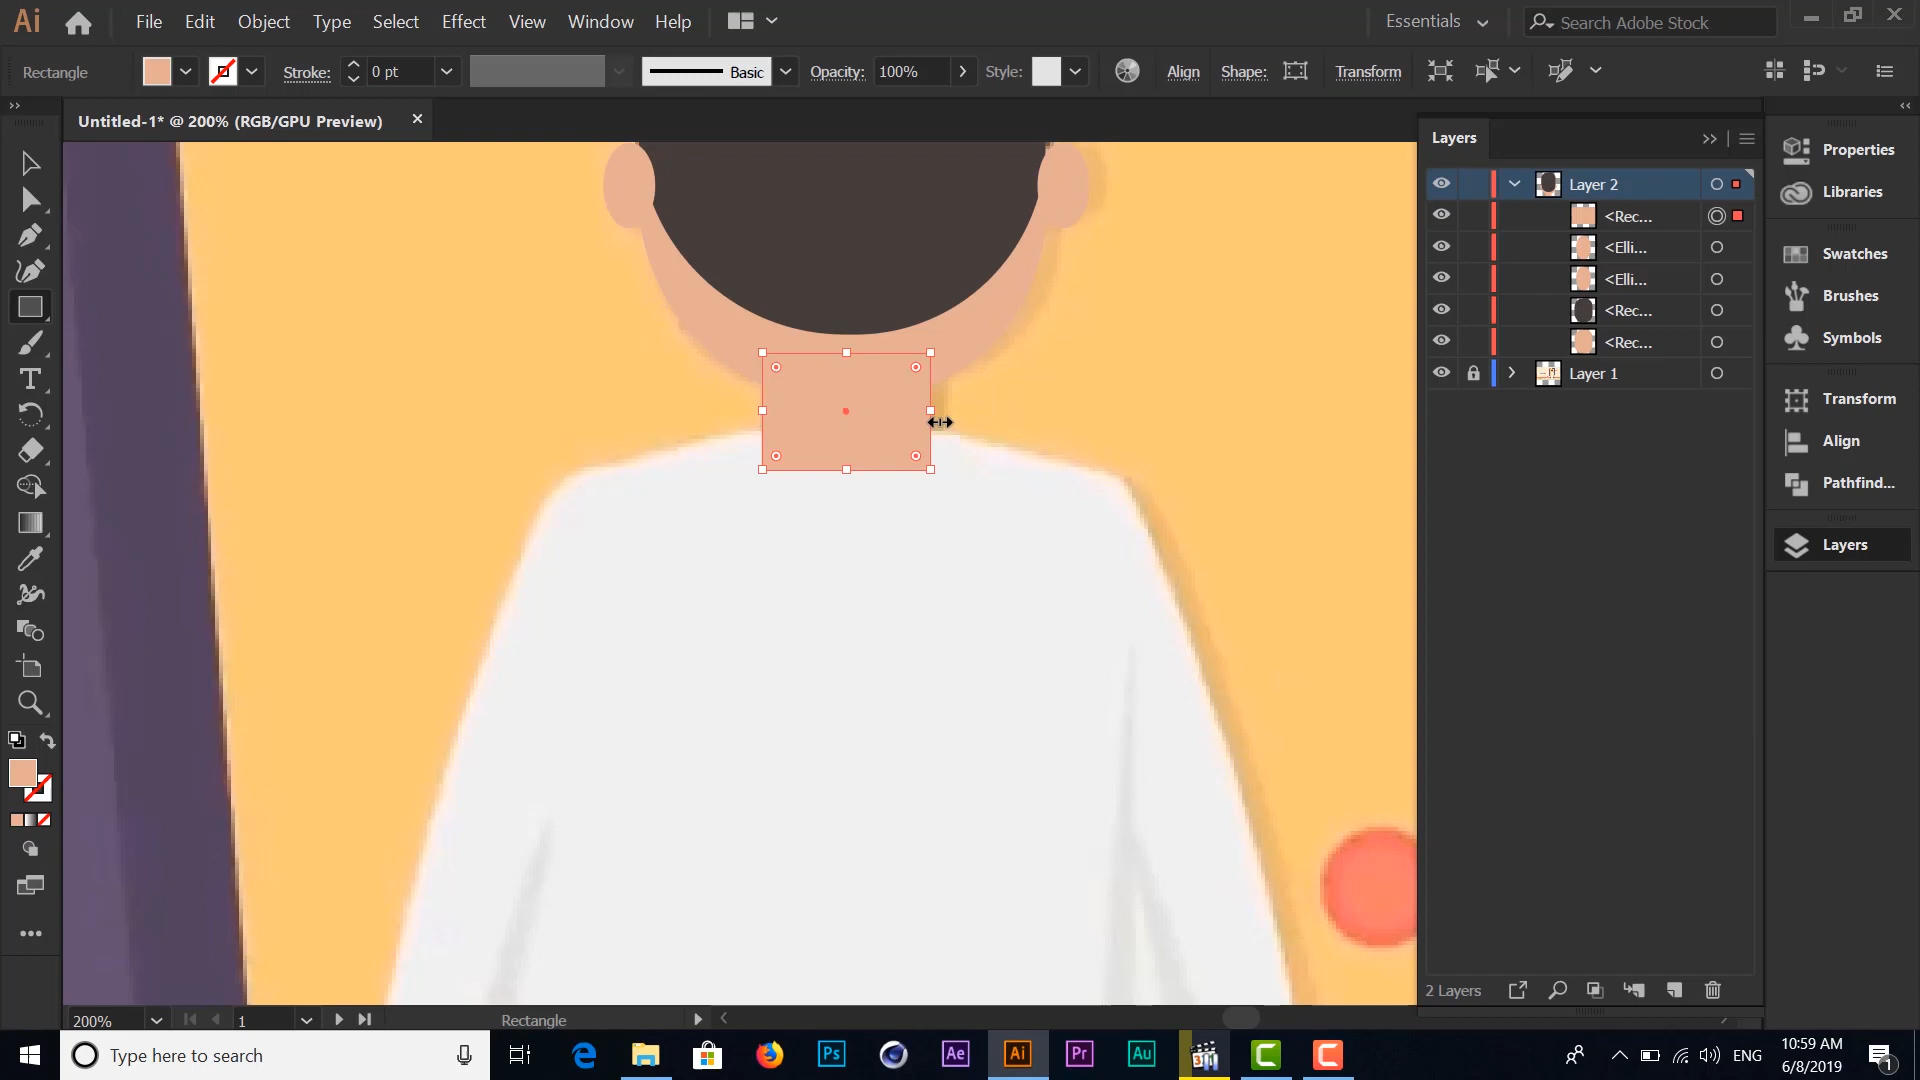 Ai File Edit Object Type Select Effect View Window Help Essentials Search Adobe Stock
Rectangle Stroke: 0 pt Basic Opacity: 100% Style: Align Shape: Transform
Untitled-1* @ 200% (RGB/GPU Preview)
Layers
Layer 2
<Rec...
<Elli...
<Elli...
<Rec...
<Rec...
Layer 1
2 Layers
Properties
Libraries
Swatches
Brushes
Symbols
Transform
Align
Pathfind...
Layers
200% 1 Rectangle
Type here to search
Ps Ae Ai Pr Au
ENG
10:59 AM
6/8/2019
1